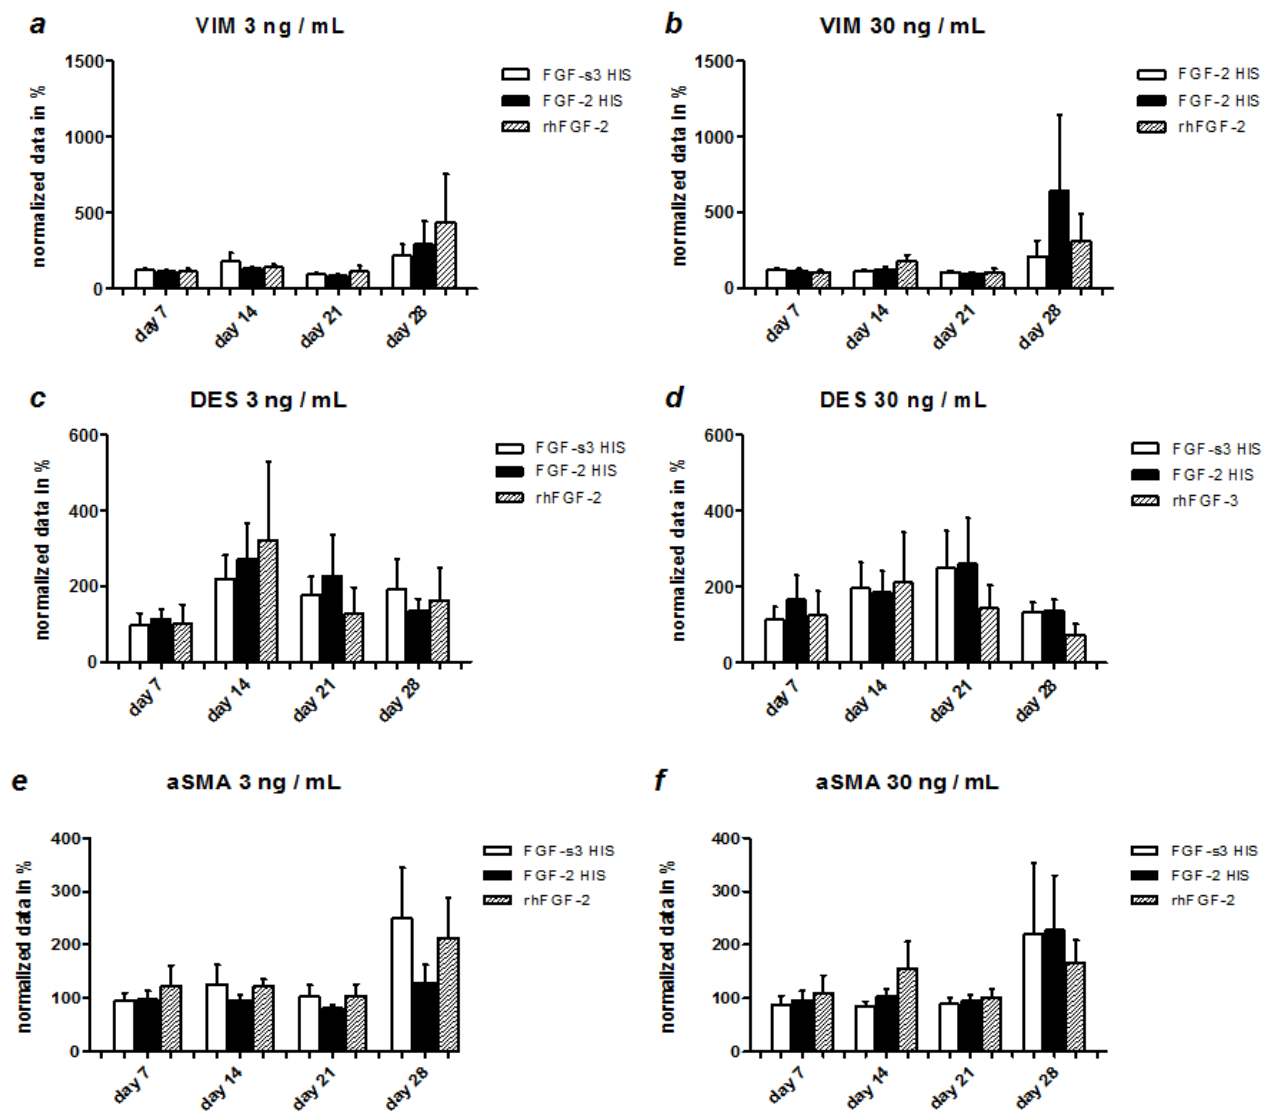 a
VIM 3 ng / mL
normalized data in %
1500
1000
500
0
day 7
day 14
day 21
day 28
FGF-s3 HIS
FGF-2 HIS
rhFGF-2
b
VIM 30 ng / mL
normalized data in %
1500
1000
500
0
day 7
day 14
day 21
day 28
FGF-2 HIS
FGF-2 HIS
rhFGF-2
c
DES 3 ng / mL
normalized data in %
600
400
200
0
day 7
day 14
day 21
day 28
FGF-s3 HIS
FGF-2 HIS
rhFGF-2
d
DES 30 ng / mL
normalized data in %
600
400
200
0
day 7
day 14
day 21
day 28
FGF-s3 HIS
FGF-2 HIS
rhFGF-3
e
aSMA 3 ng / mL
normalized data in %
400
300
200
100
0
day 7
day 14
day 21
day 28
FGF-s3 HIS
FGF-2 HIS
rhFGF-2
f
aSMA 30 ng / mL
normalized data in %
400
300
200
100
0
day 7
day 14
day 21
day 28
FGF-s3 HIS
FGF-2 HIS
rhFGF-2